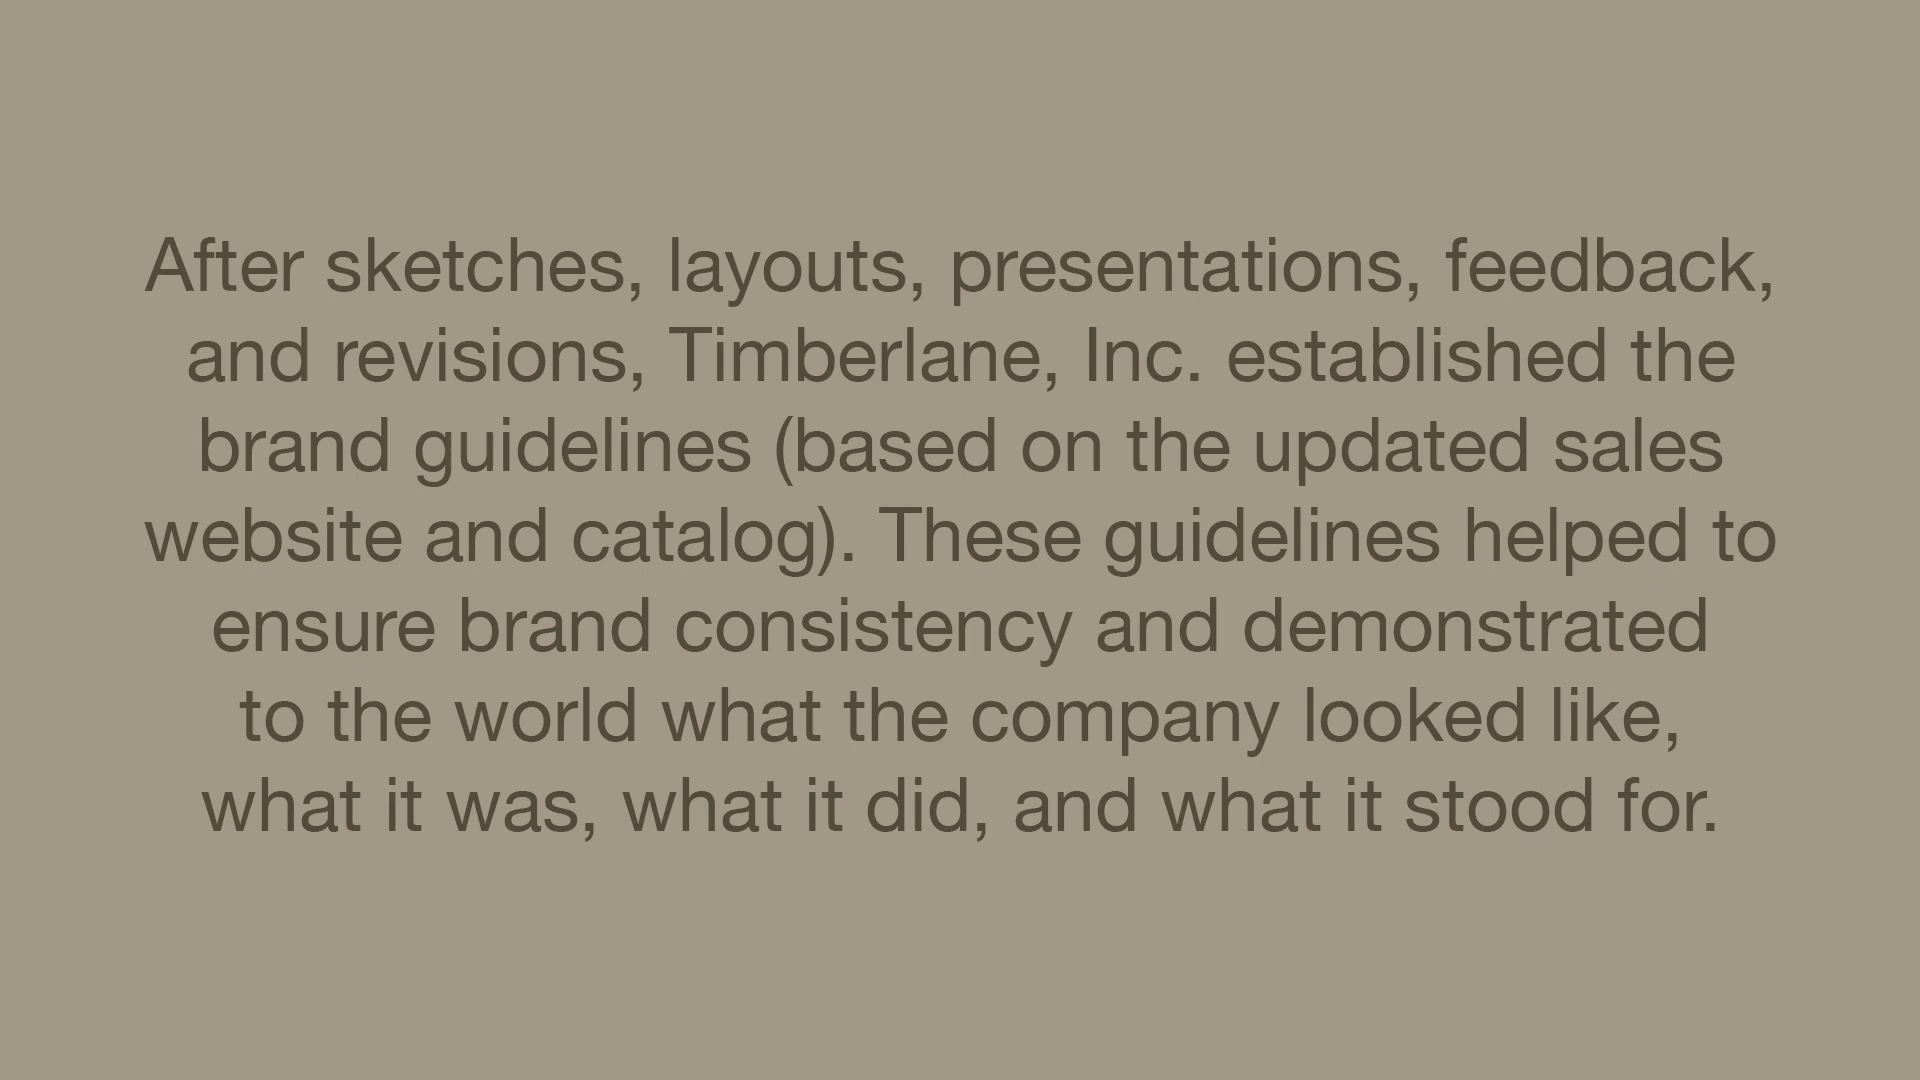 After sketches, layouts, presentations, feedback,
and revisions, Timberlane, Inc. established the
brand guidelines (based on the updated sales
website and catalog). These guidelines helped to
ensure brand consistency and demonstrated
to the world what the company looked like,
what it was, what it did, and what it stood for.